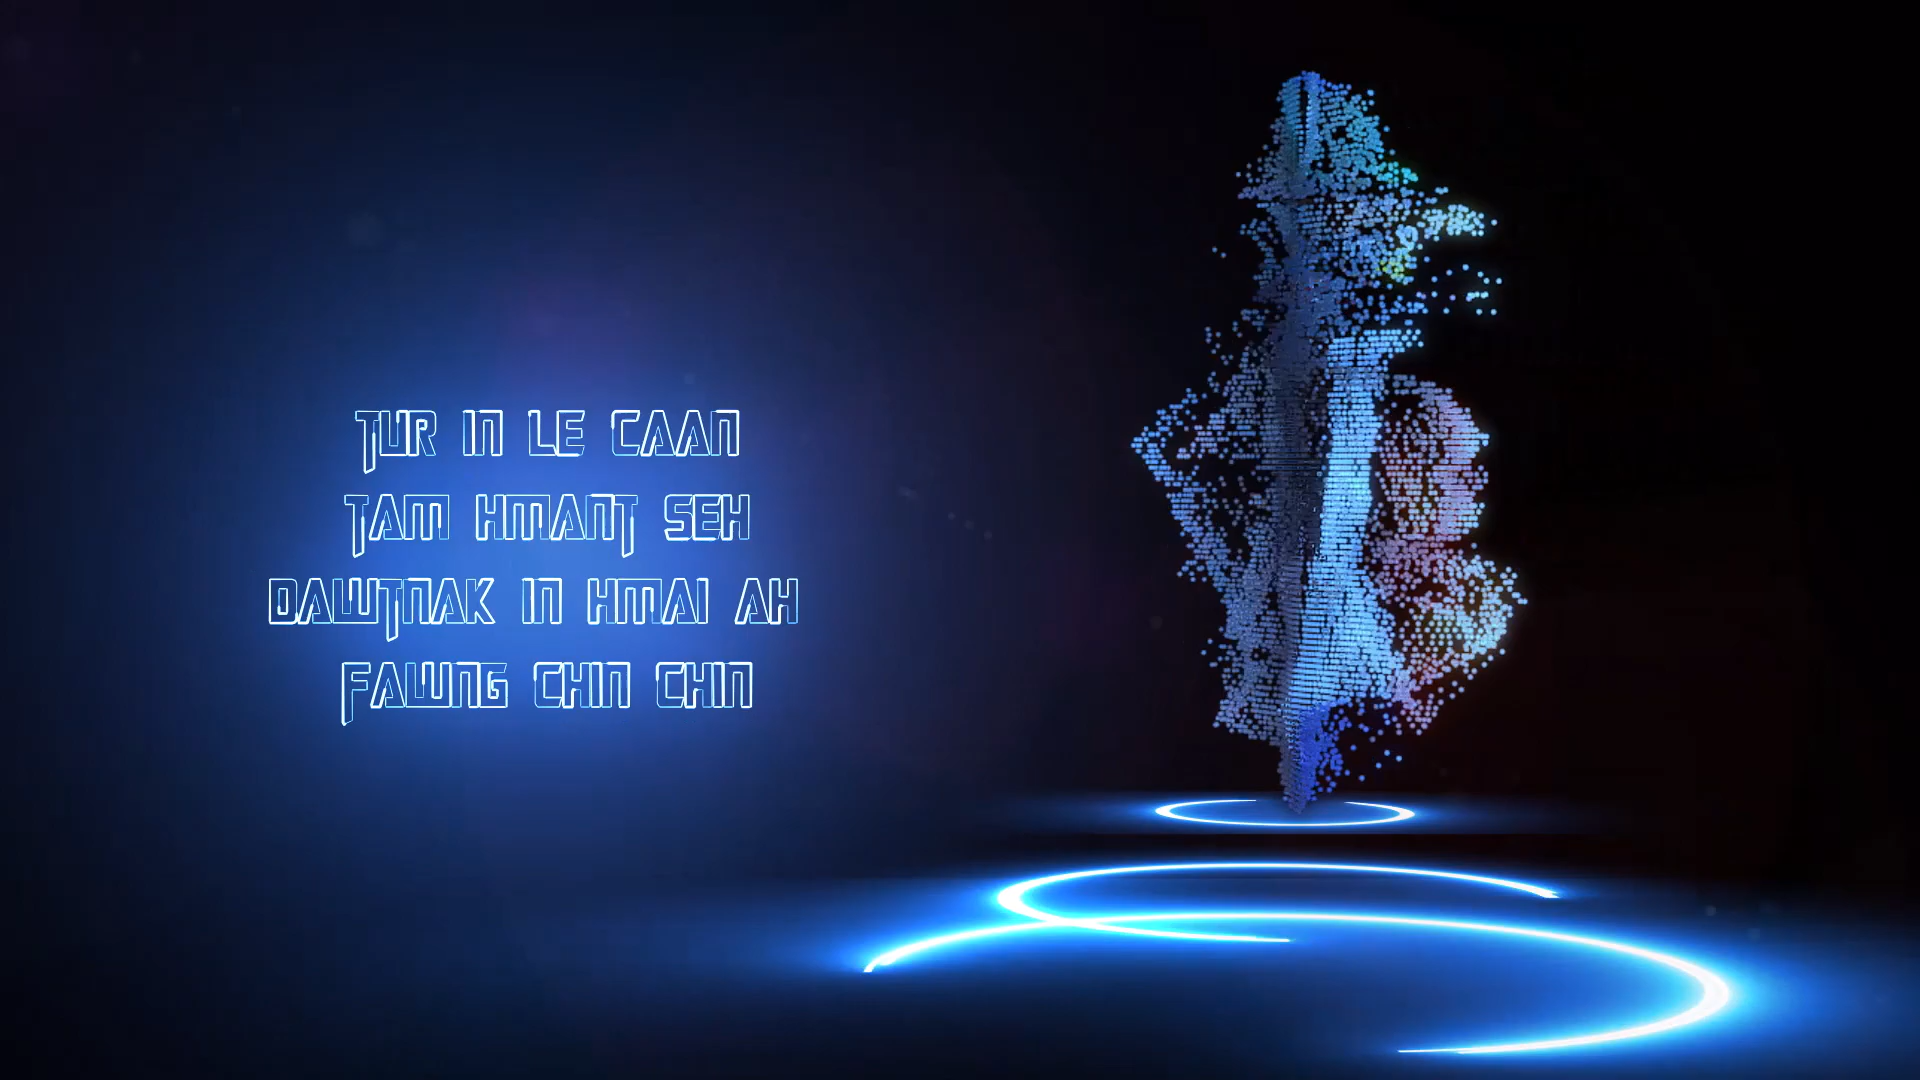 TUR IN LE CAAN
TAM HMANT SEH
DAWTNAK IN HMAI AH
FAWNG CHIN CHIN